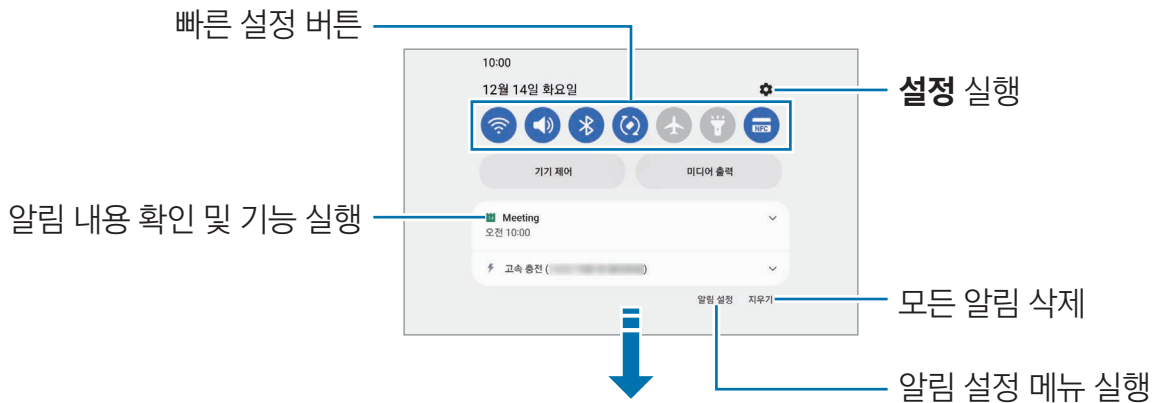 빠른 설정 버튼
10:00
12월 14일 화요일
설정 실행
NFC
기기 제어
미디어 출력
알림 내용 확인 및 기능 실행
Meeting
오전 10:00
고속 충전 ( )
알림 설정 지우기
모든 알림 삭제
알림 설정 메뉴 실행